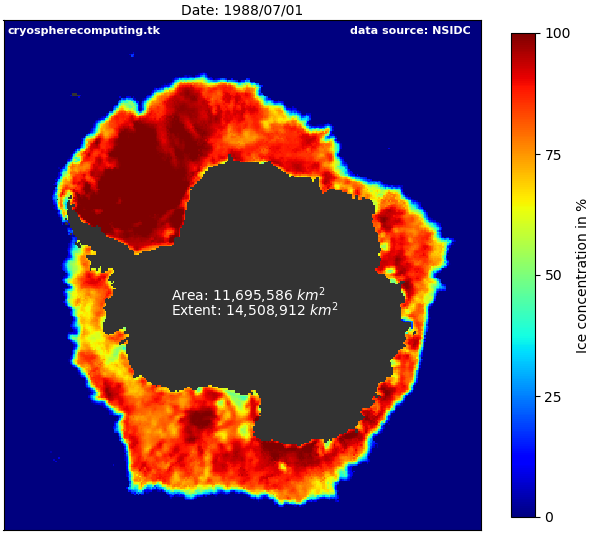 Date: 1988/07/01
cryospherecomputing.tk data source: NSIDC
Area: 11,695,586 km²
Extent: 14,508,912 km²
100
75
50
25
0
Ice concentration in %